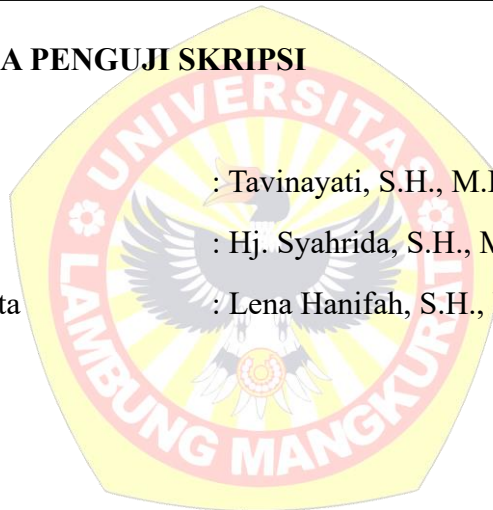 A PENGUJI SKRIPSI
: Tavinayati, S.H., M.
: Hj. Syahrida, S.H., M
ta : Lena Hanifah, S.H.,
UNIVERSITAS
LAMBUNG MANGKURAT